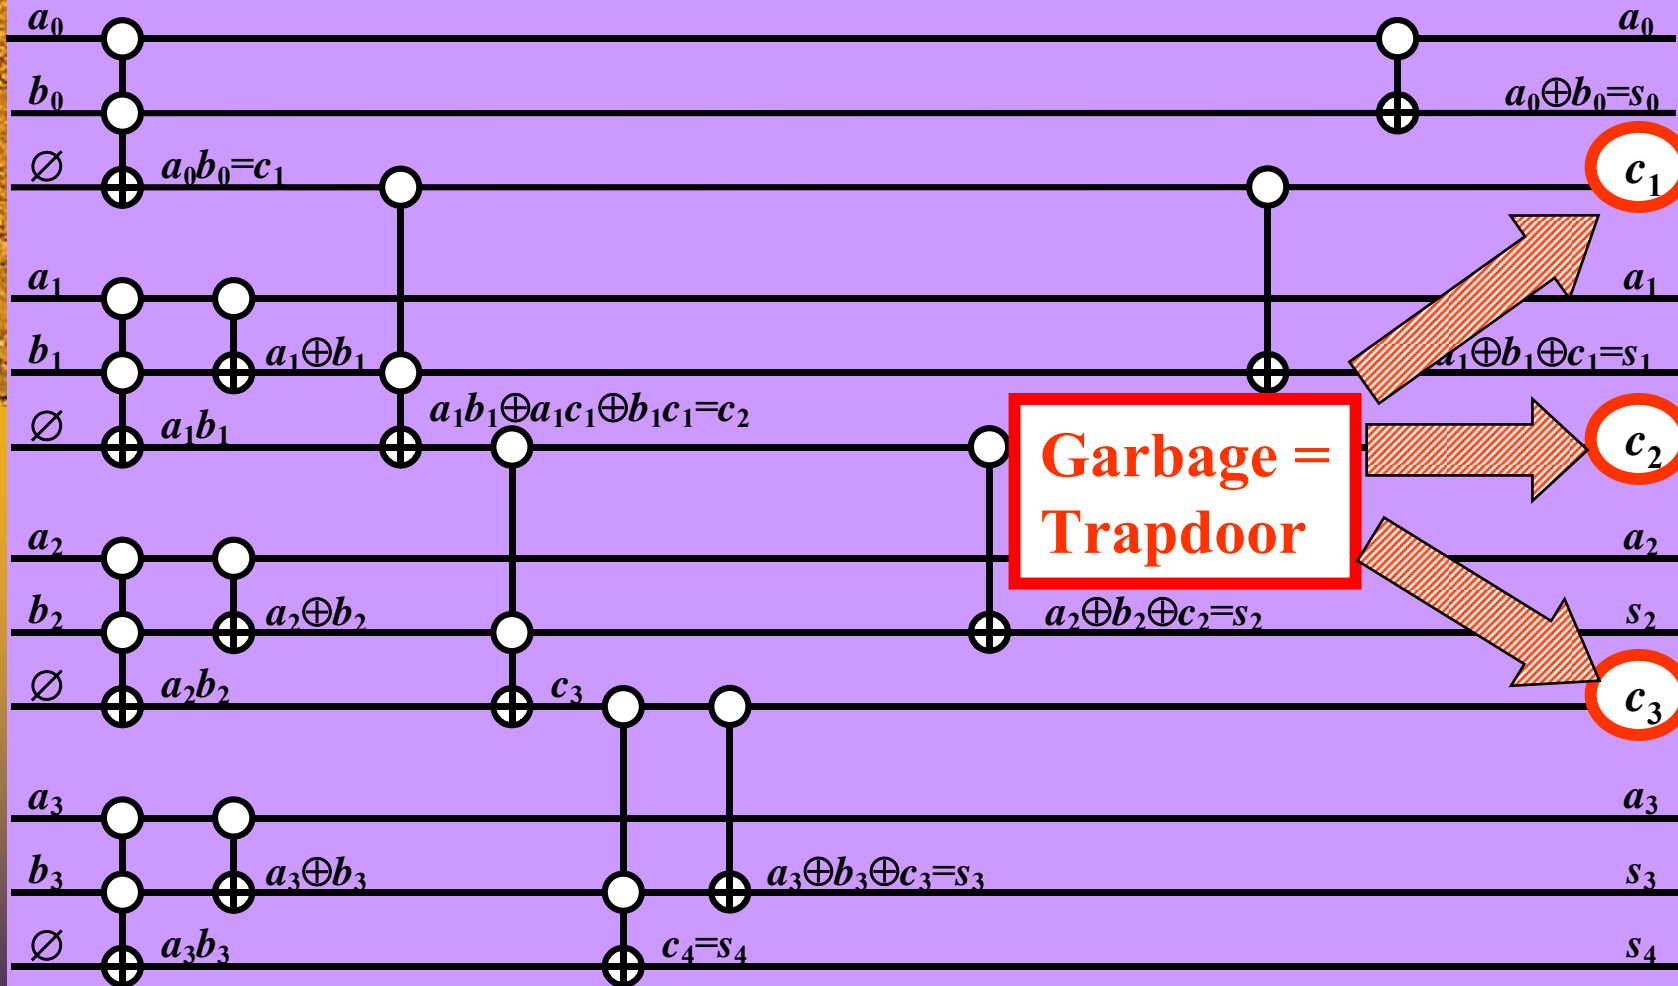 a₀ a₀
b₀ a₀⊕b₀=s₀
∅ a₀b₀=c₁ c₁
a₁ a₁
b₁ a₁⊕b₁ a₁⊕b₁⊕c₁=s₁
∅ a₁b₁ a₁b₁⊕a₁c₁⊕b₁c₁=c₂ c₂
Garbage =
Trapdoor
a₂ a₂
b₂ a₂⊕b₂ a₂⊕b₂⊕c₂=s₂ s₂
∅ a₂b₂ c₃ c₃
a₃ a₃
b₃ a₃⊕b₃ a₃⊕b₃⊕c₃=s₃ s₃
∅ a₃b₃ c₄=s₄ s₄